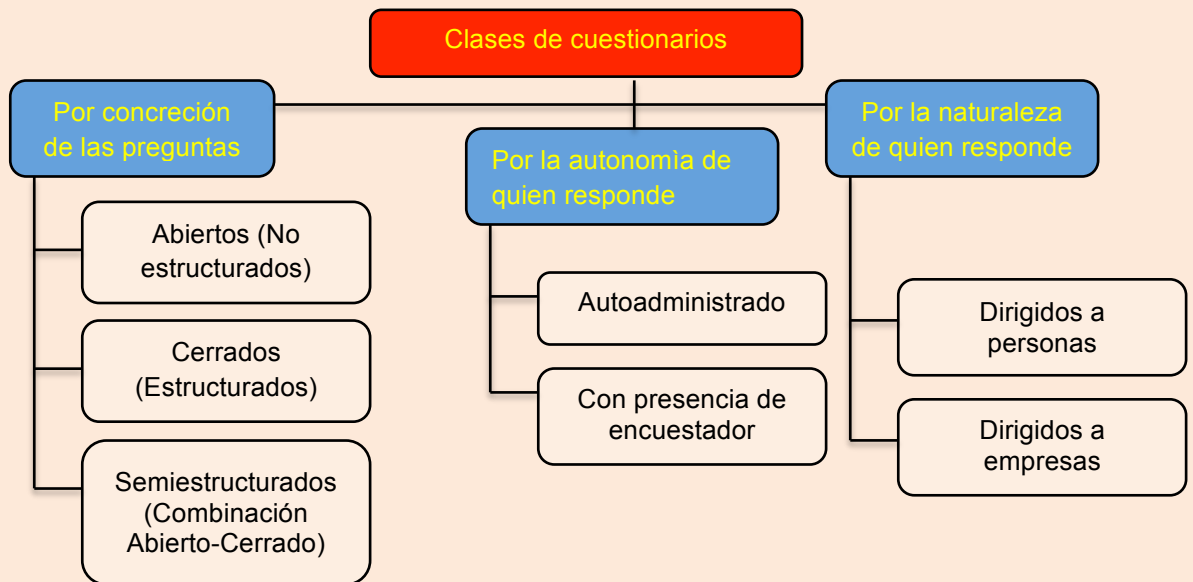 Clases de cuestionarios
Por concreción
de las preguntas
Abiertos (No
estructurados)
Cerrados
(Estructurados)
Semiestructurados
(Combinación
Abierto-Cerrado)
Por la autonomìa de
quien responde
Autoadministrado
Con presencia de
encuestador
Por la naturaleza
de quien responde
Dirigidos a
personas
Dirigidos a
empresas